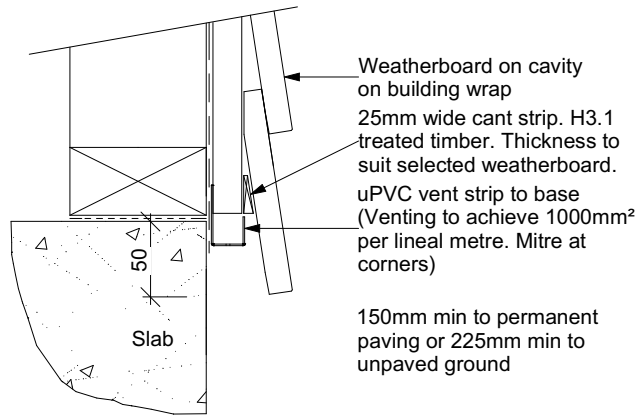 Weatherboard on cavity
on building wrap
25mm wide cant strip. H3.1
treated timber. Thickness to
suit selected weatherboard.
uPVC vent strip to base
(Venting to achieve 1000mm²
per lineal metre. Mitre at
corners)
50
Slab
150mm min to permanent
paving or 225mm min to
unpaved ground